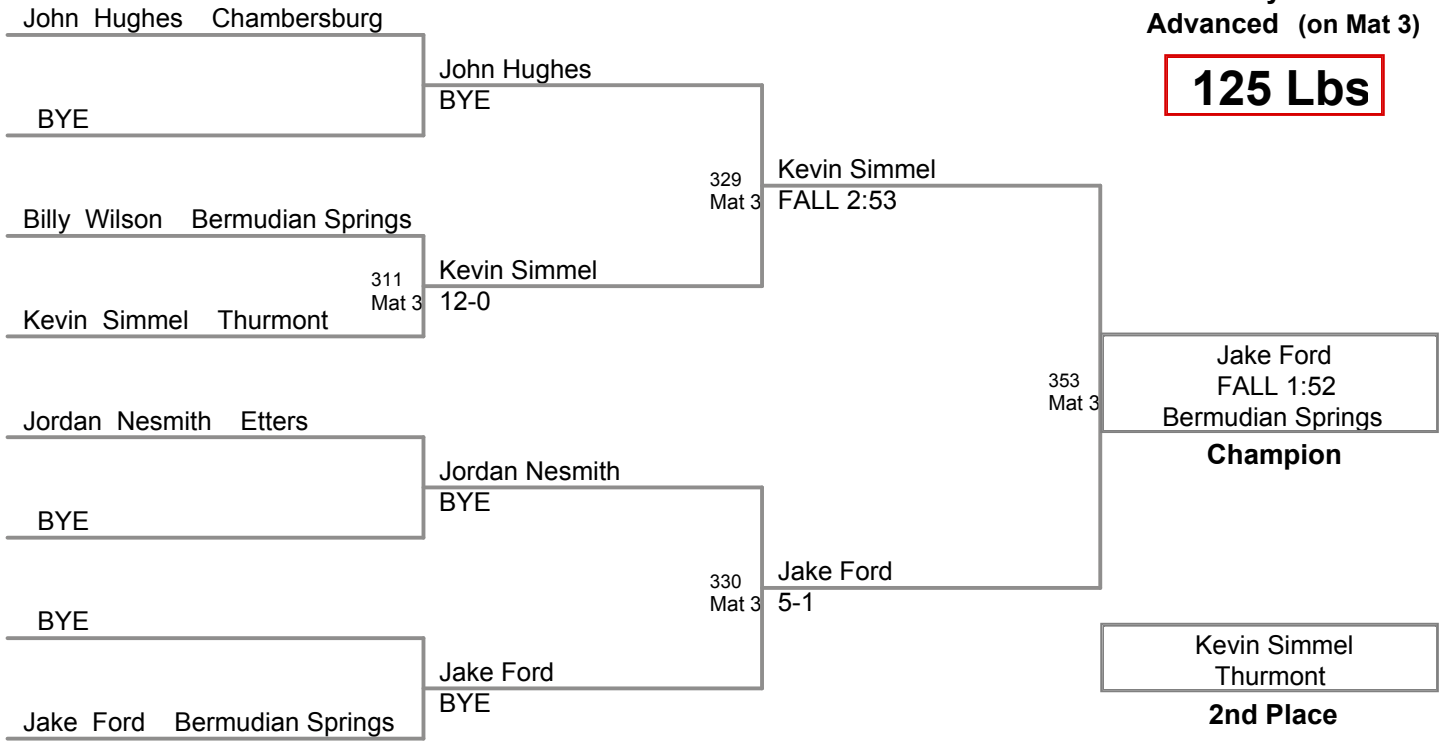 John Hughes Chambersburg
BYE
Billy Wilson Bermudian Springs
Kevin Simmel Thurmont
Jordan Nesmith Etters
BYE
BYE
Jake Ford Bermudian Springs
John Hughes
BYE
311
Mat 3
Kevin Simmel
12-0
Jordan Nesmith
BYE
Jake Ford
BYE
329
Mat 3
Kevin Simmel
FALL 2:53
330
Mat 3
Jake Ford
5-1
353
Mat 3
Advanced (on Mat 3)
125 Lbs
Jake Ford
FALL 1:52
Bermudian Springs
Champion
Kevin Simmel
Thurmont
2nd Place